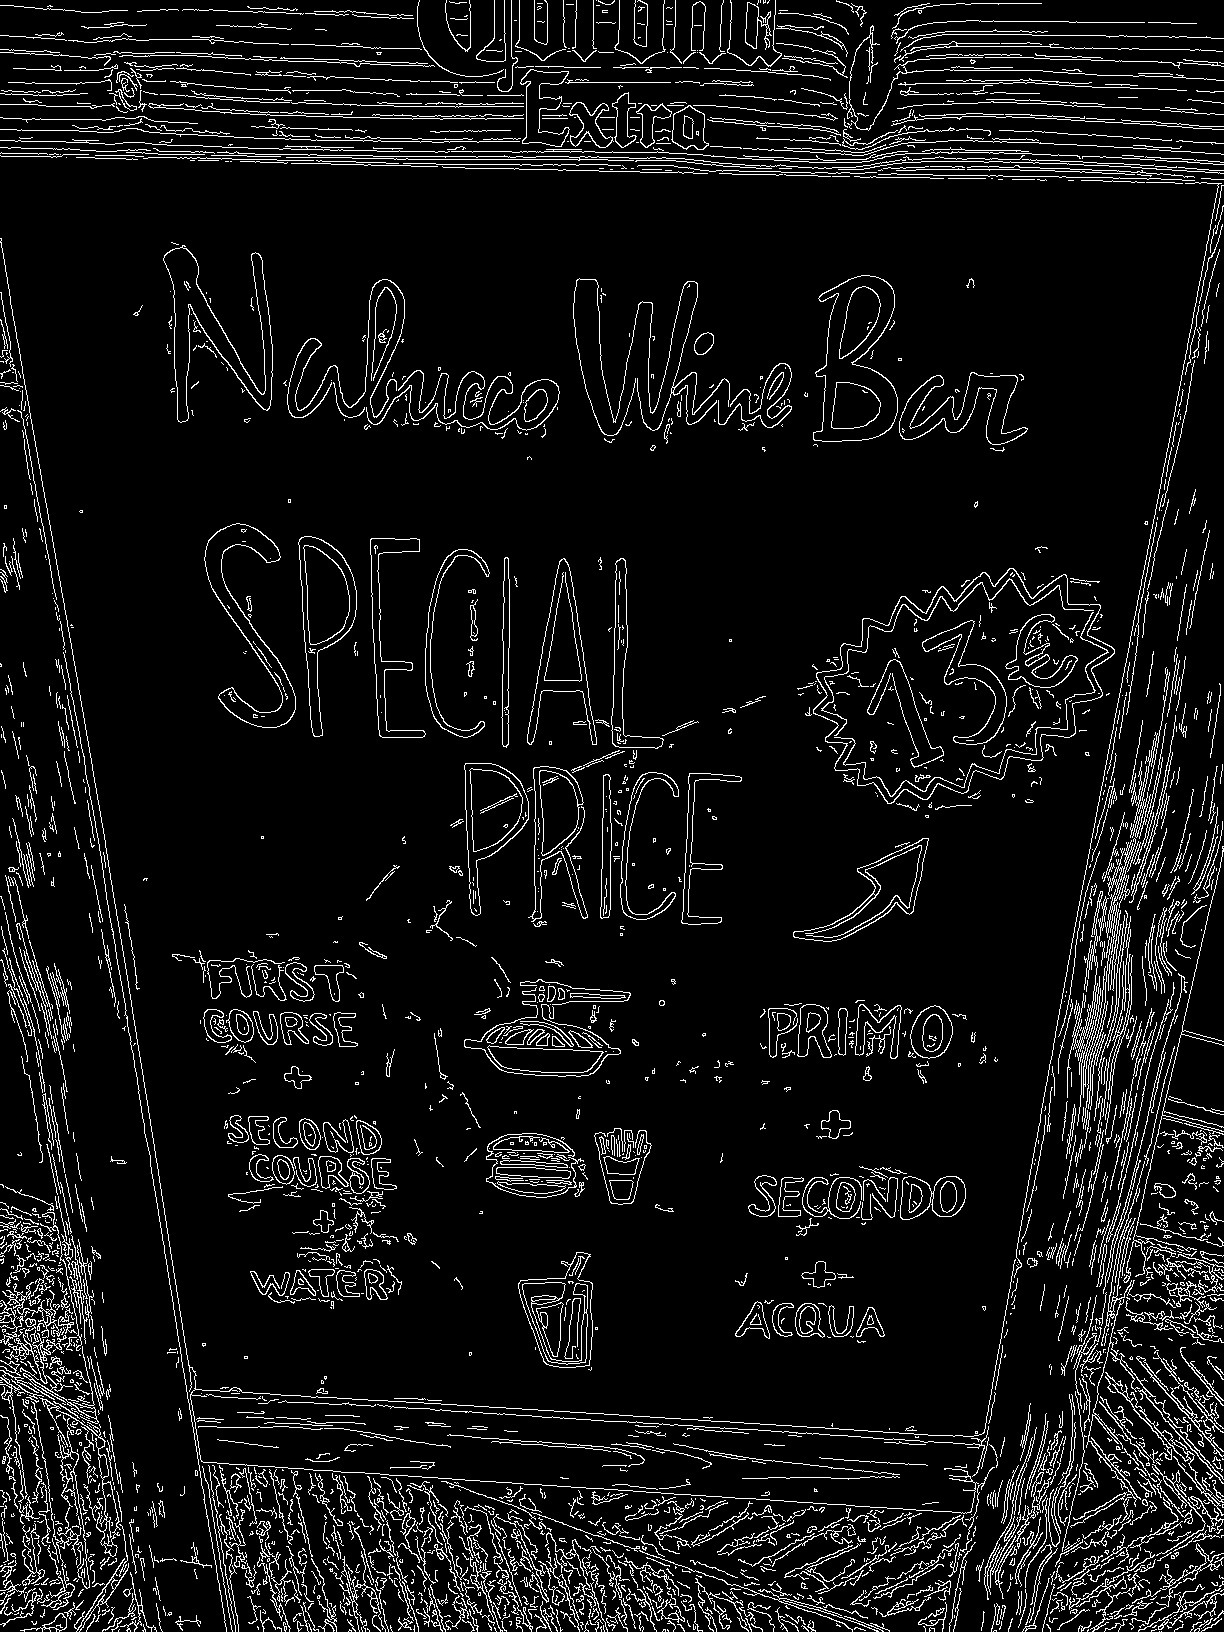 Corona
Extra
Nabucco Wine Bar
SPECIAL
PRICE
13€
FIRST
COURSE
+
SECOND
COURSE
+
WATER
PRIMO
+
SECONDO
+
ACQUA